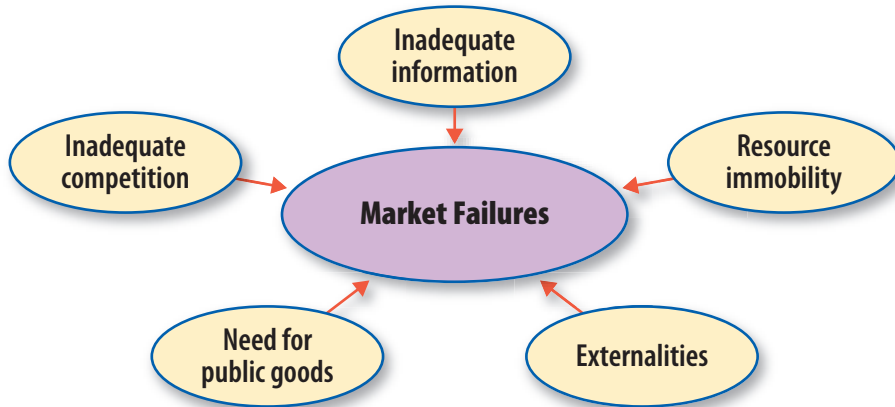 Inadequate
information
Inadequate
competition
Resource
immobility
Market Failures
Need for
public goods
Externalities